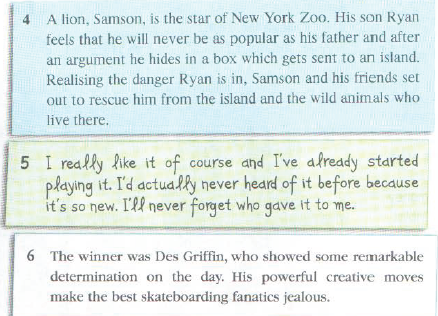 4 A lion, Samson, is the star of New York Zoo. His son Ryan
feels that he will never be as popular as his father and after
an argument he hides in a box which gets sent to an island.
Realising the danger Ryan is in, Samson and his friends set
out to rescue him from the island and the wild animals who
live there.
5 I really like it of course and I've already started
playing it. I'd actually never heard of it before because
it's so new. I'll never forget who gave it to me.
6 The winner was Des Griffin, who showed some remarkable
determination on the day. His powerful creative moves
make the best skateboarding fanatics jealous.